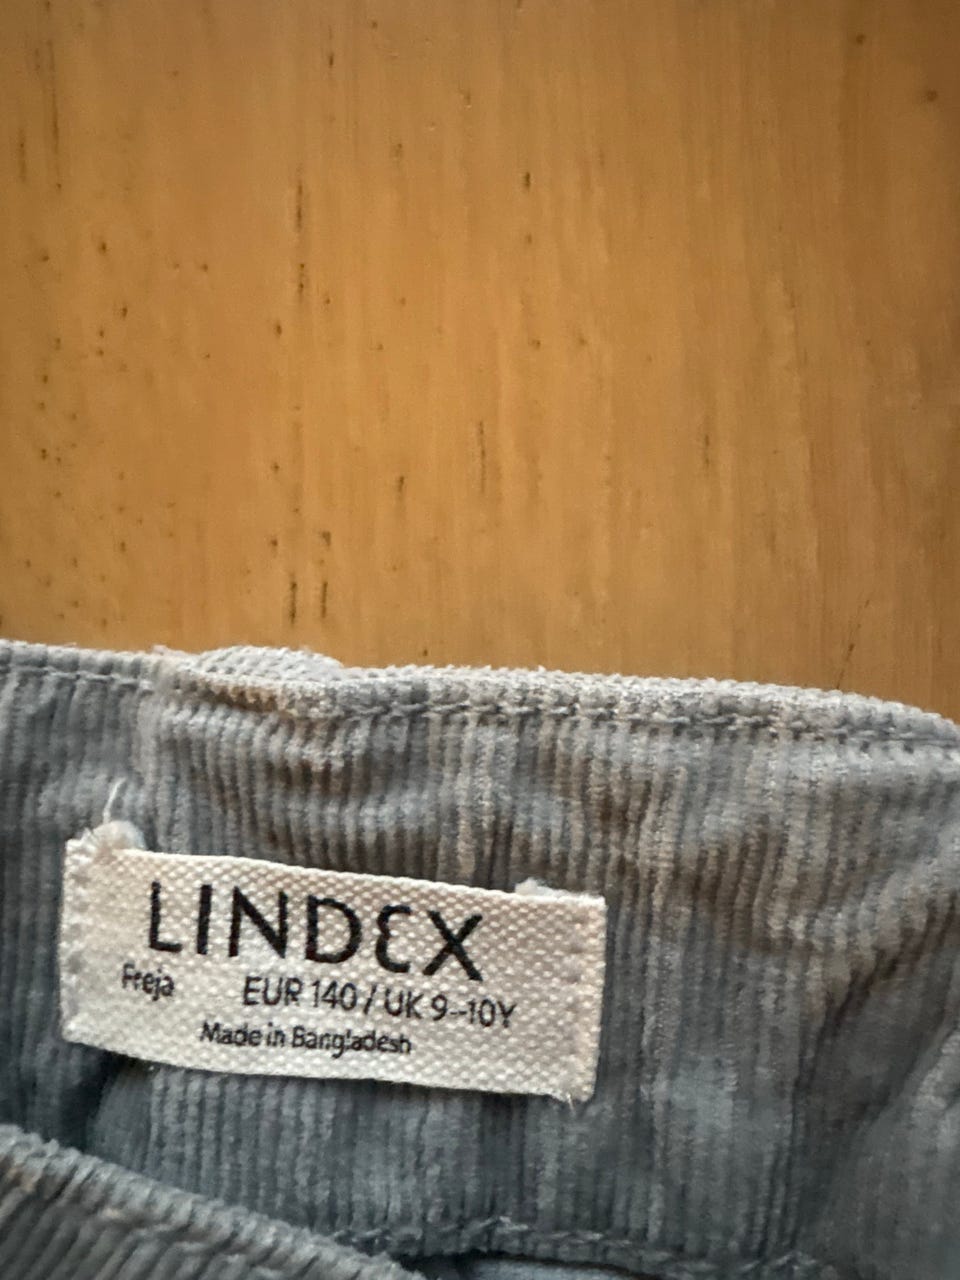 LINDEX
Freja EUR 140 / UK 9-10Y
Made in Bangladesh